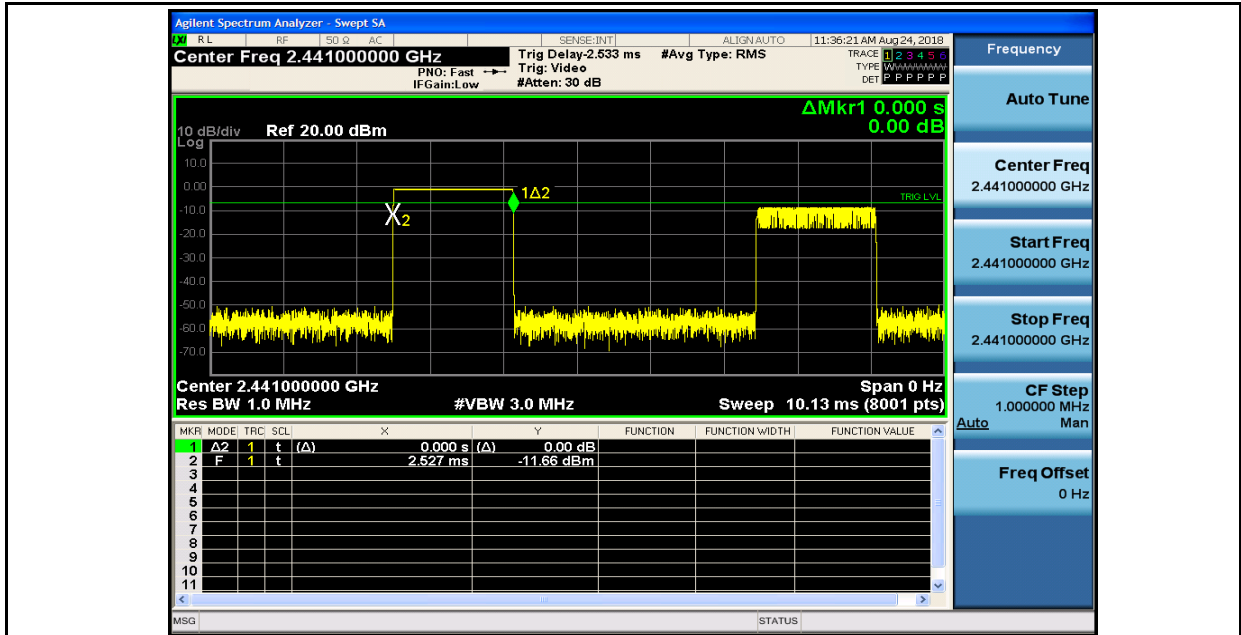 Agilent Spectrum Analyzer - Swept SA
LXI RL RF 50 Ω AC SENSE:INT ALIGN AUTO 11:36:21 AM Aug 24, 2018
Center Freq 2.441000000 GHz
PNO: Fast
IFGain:Low
Trig Delay-2.533 ms
Trig: Video
#Atten: 30 dB
#Avg Type: RMS
TRACE 1 2 3 4 5 6
TYPE WWWWWW
DET P P P P P P
ΔMkr1 0.000 s
0.00 dB
10 dB/div Ref 20.00 dBm
Log
10.0
0.00
-10.0
-20.0
-30.0
-40.0
-50.0
-60.0
-70.0
1Δ2
2
TRIG LVL
Center 2.441000000 GHz Span 0 Hz
Res BW 1.0 MHz #VBW 3.0 MHz Sweep 10.13 ms (8001 pts)
MKR MODE TRC SCL X Y FUNCTION FUNCTION WIDTH FUNCTION VALUE
1 Δ2 1 t (Δ) 0.000 s (Δ) 0.00 dB
2 F 1 t 2.527 ms -11.66 dBm
3
4
5
6
7
8
9
10
11
MSG STATUS
Frequency
Auto Tune
Center Freq
2.441000000 GHz
Start Freq
2.441000000 GHz
Stop Freq
2.441000000 GHz
CF Step
1.000000 MHz
Auto Man
Freq Offset
0 Hz